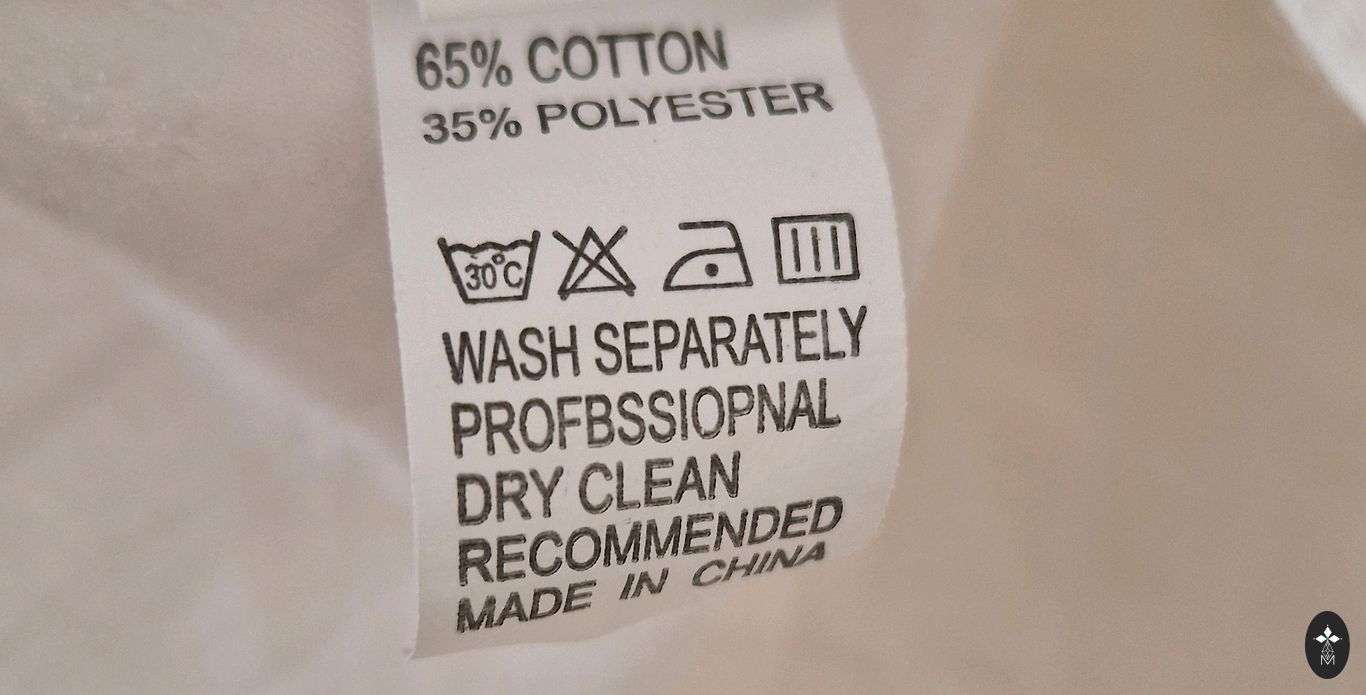 65% COTTON
35% POLYESTER
30°C
WASH SEPARATELY
PROFBSSIOPNAL
DRY CLEAN
RECOMMENDED
MADE IN CHINA
M